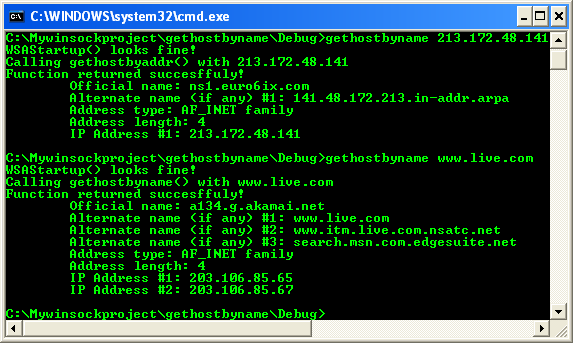 C:\WINDOWS\system32\cmd.exe
C:\Mywinsockproject\gethostbyname\Debug>gethostbyname 213.172.48.141
WSAStartup() looks fine!
Calling gethostbyaddr() with 213.172.48.141
Function returned succesffuly!
        Official name: ns1.euro6ix.com
        Alternate name (if any) #1: 141.48.172.213.in-addr.arpa
        Address type: AF_INET family
        Address length: 4
        IP Address #1: 213.172.48.141
C:\Mywinsockproject\gethostbyname\Debug>gethostbyname www.live.com
WSAStartup() looks fine!
Calling gethostbyname() with www.live.com
Function returned succesffuly!
        Official name: a134.g.akamai.net
        Alternate name (if any) #1: www.live.com
        Alternate name (if any) #2: www.itm.live.com.nsatc.net
        Alternate name (if any) #3: search.msn.com.edgesuite.net
        Address type: AF_INET family
        Address length: 4
        IP Address #1: 203.106.85.65
        IP Address #2: 203.106.85.67
C:\Mywinsockproject\gethostbyname\Debug>